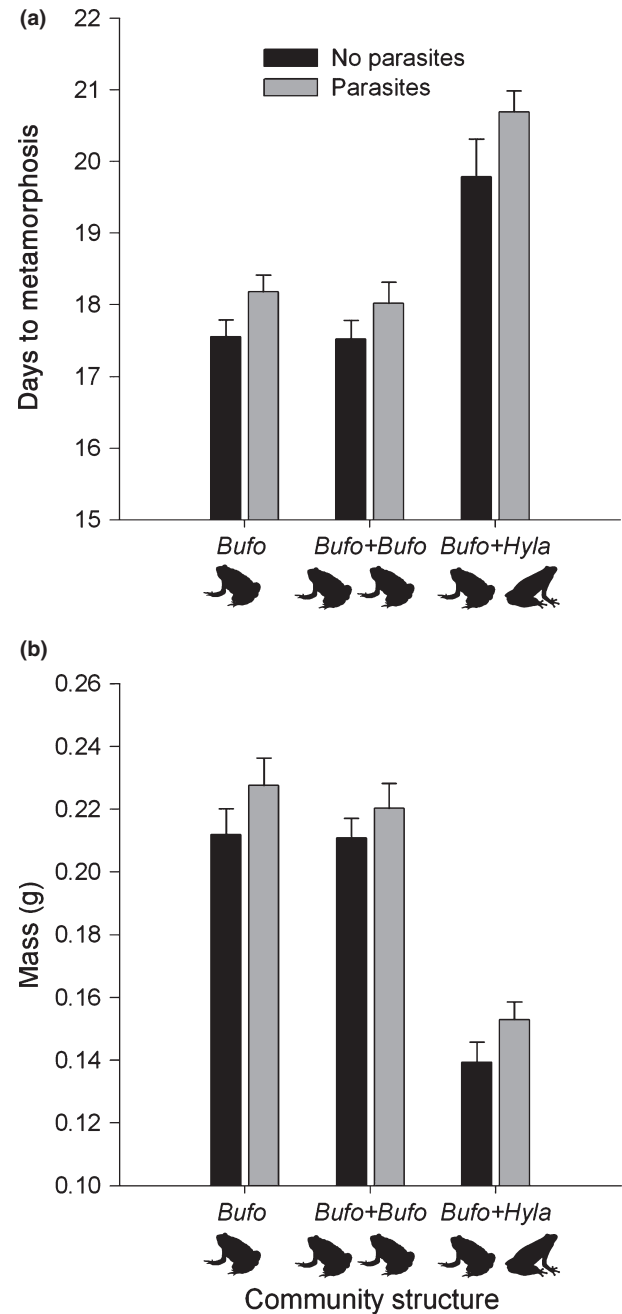 (a)
22
No parasites
21
Parasites
20
19
18
17
16
15
Days to metamorphosis
Bufo Bufo+Bufo Bufo+Hyla
(b)
0.26
0.24
0.22
0.20
0.18
0.16
0.14
0.12
0.10
Mass (g)
Bufo Bufo+Bufo Bufo+Hyla
Community structure